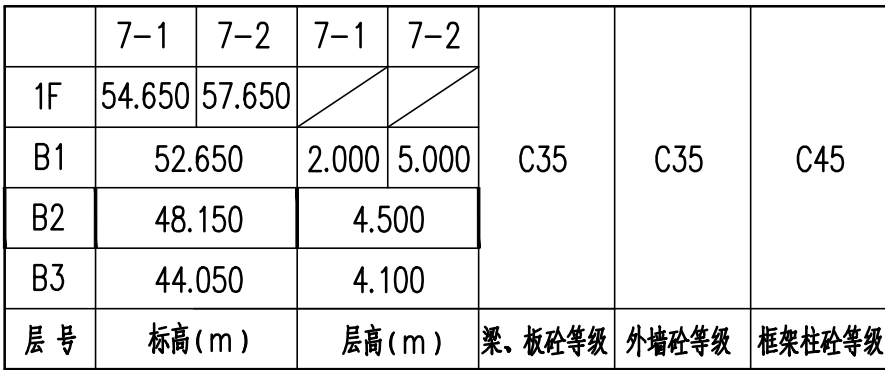 7-1 7-2 7-1 7-2
1F 54.650 57.650
B1 52.650 2.000 5.000 C35 C35 C45
B2 48.150 4.500
B3 44.050 4.100
层号 标高(m) 层高(m) 梁、板砼等级 外墙砼等级 框架柱砼等级